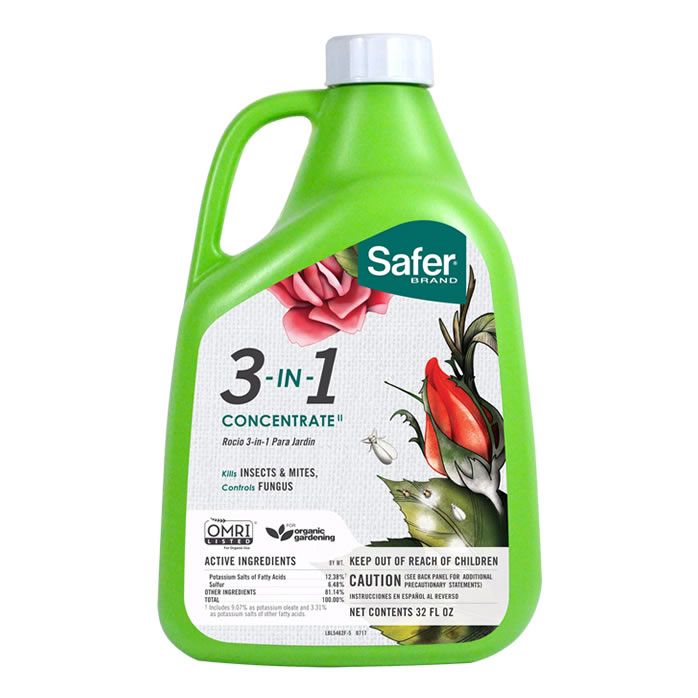 Safer®
BRAND
3-IN-1
CONCENTRATE II
Rocio 3-in-1 Para Jardin
Kills INSECTS & MITES,
Controls FUNGUS
OMRI
LISTED
For Organic Use
FOR
organic
gardening
ACTIVE INGREDIENTS BY WT.
Potassium Salts of Fatty Acids 12.38%†
Sulfur 6.48%
OTHER INGREDIENTS 81.14%
TOTAL 100.00%
† Includes 9.07% as potassium oleate and 3.31%
as potassium salts of other fatty acids.
LBL5462F-5 0717
KEEP OUT OF REACH OF CHILDREN
CAUTION (SEE BACK PANEL FOR ADDITIONAL
PRECAUTIONARY STATEMENTS)
INSTRUCCIONES EN ESPAÑOL AL REVERSO
NET CONTENTS 32 FL OZ